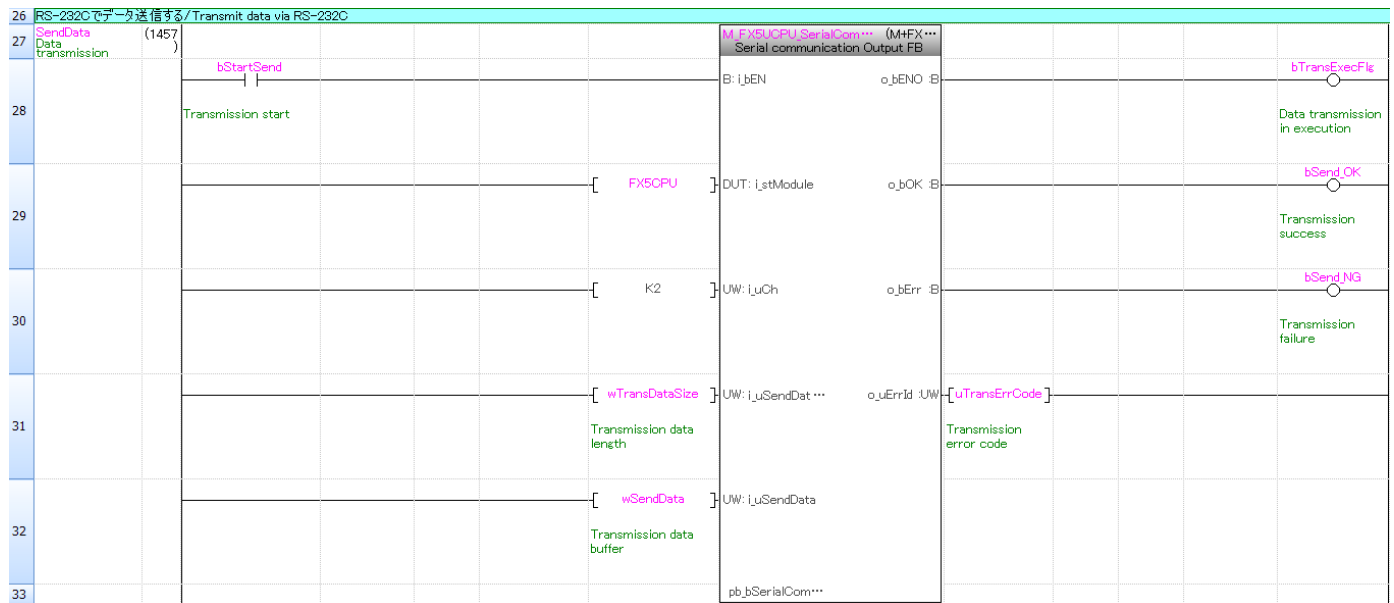 26 RS-232Cでデータ送信する/Transmit data via RS-232C
27 SendData (1457
Data )
transmission
M_FX5UCPU_SerialCom… (M+FX…
Serial communication Output FB
28
bStartSend
Transmission start
B: i_bEN o_bENO :B
bTransExecFlg
Data transmission
in execution
29
FX5CPU
DUT: i_stModule o_bOK :B
bSend_OK
Transmission
success
30
K2
UW: i_uCh o_bErr :B
bSend_NG
Transmission
failure
31
wTransDataSize
Transmission data
length
UW: i_uSendDat… o_uErrId :UW
uTransErrCode
Transmission
error code
32
wSendData
Transmission data
buffer
UW: i_uSendData
33
pb_bSerialCom…